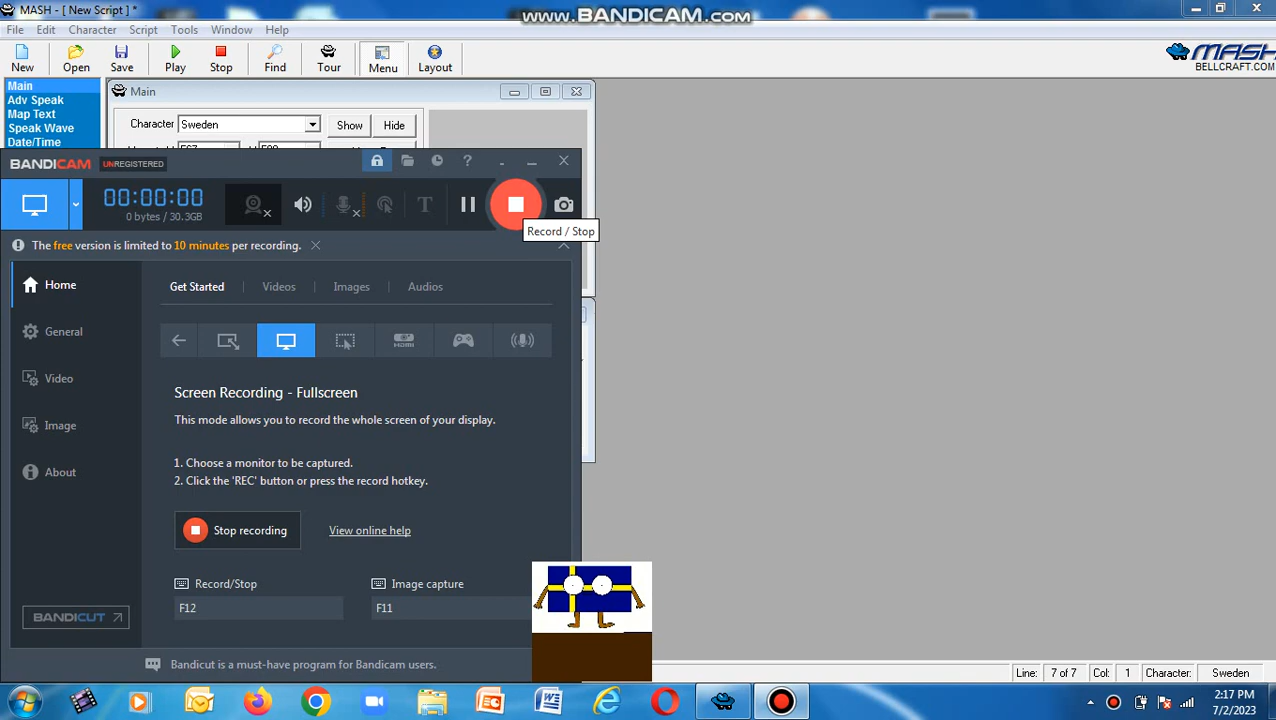 MASH - [ New Script ] *
www.BANDICAM.com
File Edit Character Script Tools Window Help
New Open Save Play Stop Find Tour Menu Layout
MASH
BELLCRAFT.COM
Main
Adv Speak
Map Text
Speak Wave
Date/Time
Main
Character Sweden Show Hide
BANDICAM UNREGISTERED
00:00:00
0 bytes / 30.3GB
Record / Stop
The free version is limited to 10 minutes per recording.
Home
General
Video
Image
About
Get Started Videos Images Audios
HDMI
Screen Recording - Fullscreen
This mode allows you to record the whole screen of your display.
1. Choose a monitor to be captured.
2. Click the 'REC' button or press the record hotkey.
Stop recording View online help
Record/Stop Image capture
F12 F11
BANDICUT
Bandicut is a must-have program for Bandicam users.
Line: 7 of 7 Col: 1 Character: Sweden
2:17 PM
7/2/2023